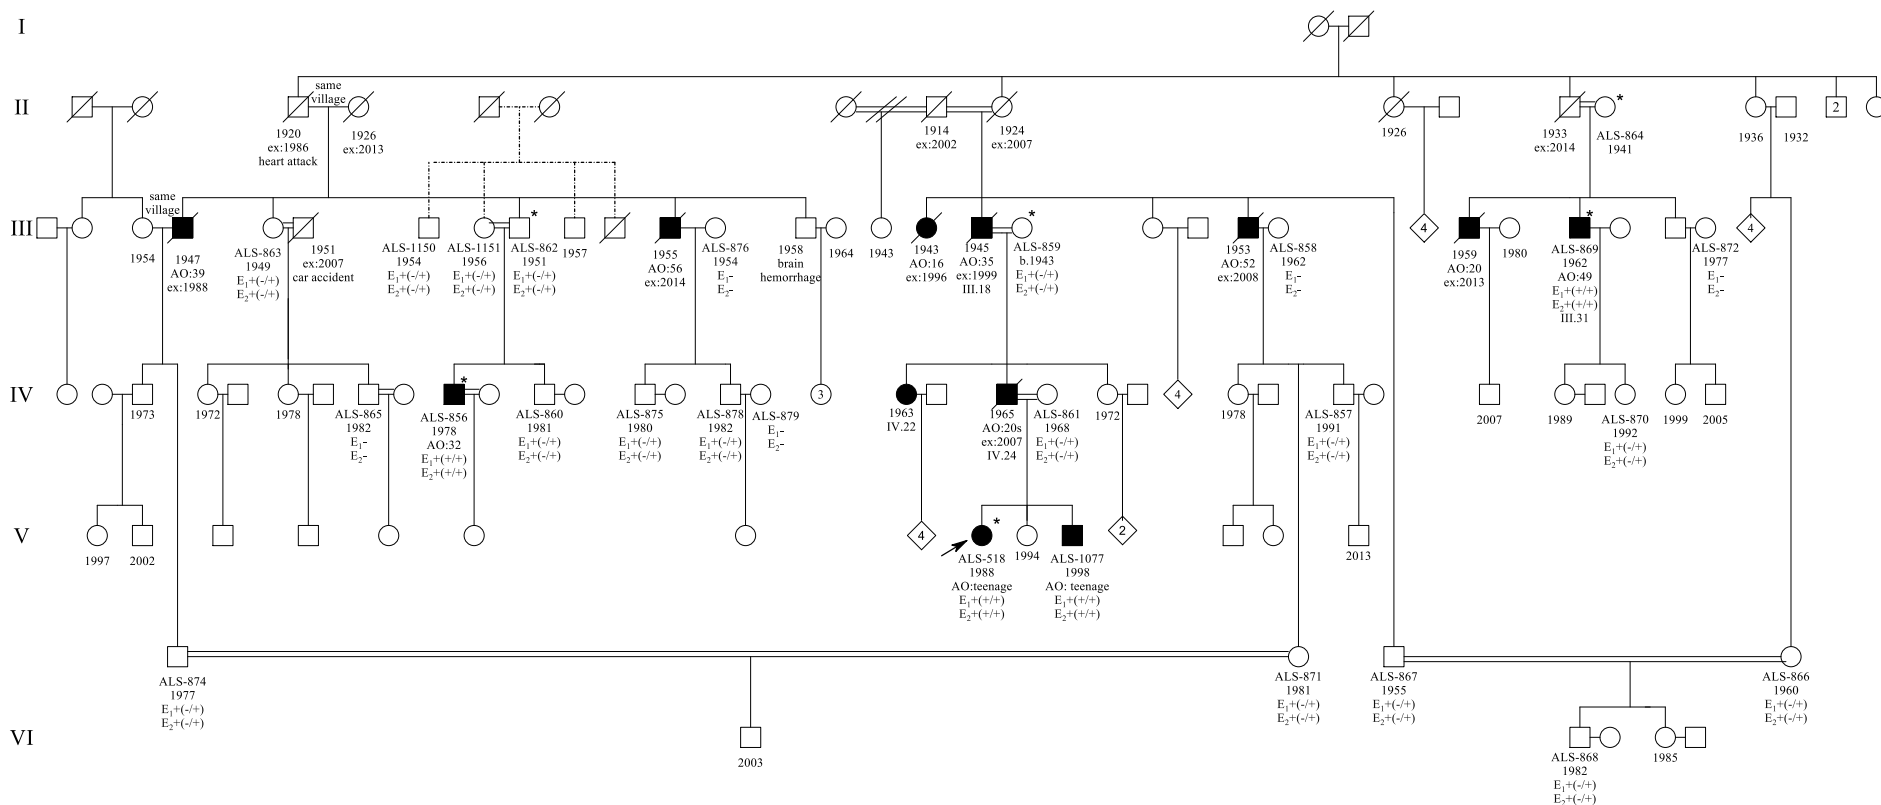 I
II
same
village
1920
ex:1986
heart attack
1926
ex:2013
1914
ex:2002
1924
ex:2007
1926
1933
ex:2014
*
ALS-864
1941
1936
1932
2
III
same
village
1954
1947
AO:39
ex:1988
ALS-863
1949
E1+(-/+)
E2+(-/+)
1951
ex:2007
car accident
ALS-1150
1954
E1+(-/+)
E2+(-/+)
ALS-1151
1956
E1+(-/+)
E2+(-/+)
*
ALS-862
1951
E1+(-/+)
E2+(-/+)
1957
1955
AO:56
ex:2014
ALS-876
1954
E1-
E2-
1958
brain
hemorrhage
1964
1943
1943
AO:16
ex:1996
1945
AO:35
ex:1999
III.18
*
ALS-859
b.1943
E1+(-/+)
E2+(-/+)
1953
AO:52
ex:2008
ALS-858
1962
E1-
E2-
4
1959
AO:20
ex:2013
1980
*
ALS-869
1962
AO:49
E1+(+/+)
E2+(+/+)
III.31
ALS-872
1977
E1-
E2-
4
IV
1973
1972
1978
ALS-865
1982
E1-
E2-
*
ALS-856
1978
AO:32
E1+(+/+)
E2+(+/+)
ALS-860
1981
E1+(-/+)
E2+(-/+)
ALS-875
1980
E1+(-/+)
E2+(-/+)
ALS-878
1982
E1+(-/+)
E2+(-/+)
ALS-879
E1-
E2-
3
1963
IV.22
1965
AO:20s
ex:2007
IV.24
ALS-861
1968
E1+(-/+)
E2+(-/+)
1972
4
1978
ALS-857
1991
E1+(-/+)
E2+(-/+)
2007
1989
ALS-870
1992
E1+(-/+)
E2+(-/+)
1999
2005
V
1997
2002
4
*
ALS-518
1988
AO:teenage
E1+(+/+)
E2+(+/+)
1994
ALS-1077
1998
AO: teenage
E1+(+/+)
E2+(+/+)
2
2013
ALS-874
1977
E1+(-/+)
E2+(-/+)
ALS-871
1981
E1+(-/+)
E2+(-/+)
ALS-867
1955
E1+(-/+)
E2+(-/+)
ALS-866
1960
E1+(-/+)
E2+(-/+)
VI
2003
ALS-868
1982
E1+(-/+)
E2+(-/+)
1985